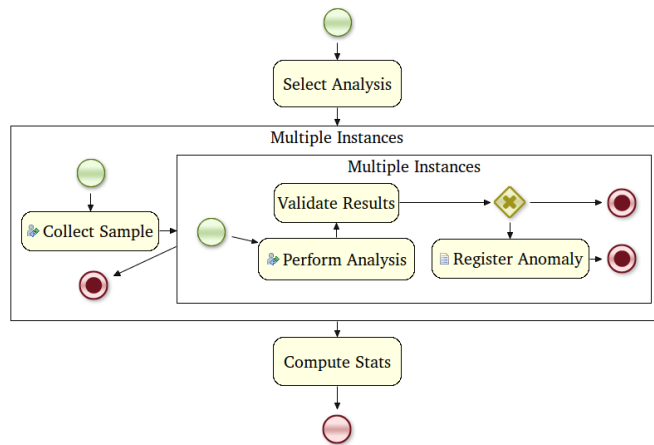 Select Analysis
Multiple Instances
Multiple Instances
Validate Results
Collect Sample
Perform Analysis
Register Anomaly
Compute Stats